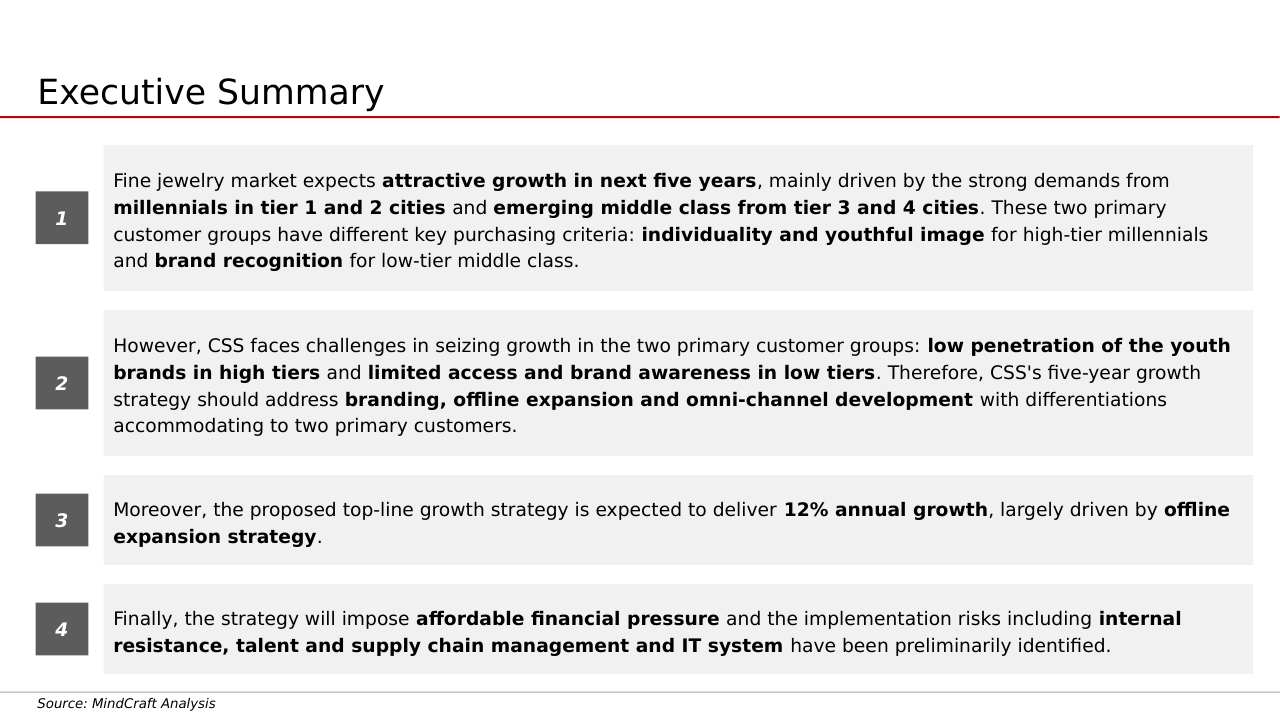 Executive Summary
1
Fine jewelry market expects attractive growth in next five years, mainly driven by the strong demands from
millennials in tier 1 and 2 cities and emerging middle class from tier 3 and 4 cities. These two primary
customer groups have different key purchasing criteria: individuality and youthful image for high-tier millennials
and brand recognition for low-tier middle class.
2
However, CSS faces challenges in seizing growth in the two primary customer groups: low penetration of the youth
brands in high tiers and limited access and brand awareness in low tiers. Therefore, CSS's five-year growth
strategy should address branding, offline expansion and omni-channel development with differentiations
accommodating to two primary customers.
3
Moreover, the proposed top-line growth strategy is expected to deliver 12% annual growth, largely driven by offline
expansion strategy.
4
Finally, the strategy will impose affordable financial pressure and the implementation risks including internal
resistance, talent and supply chain management and IT system have been preliminarily identified.
Source: MindCraft Analysis